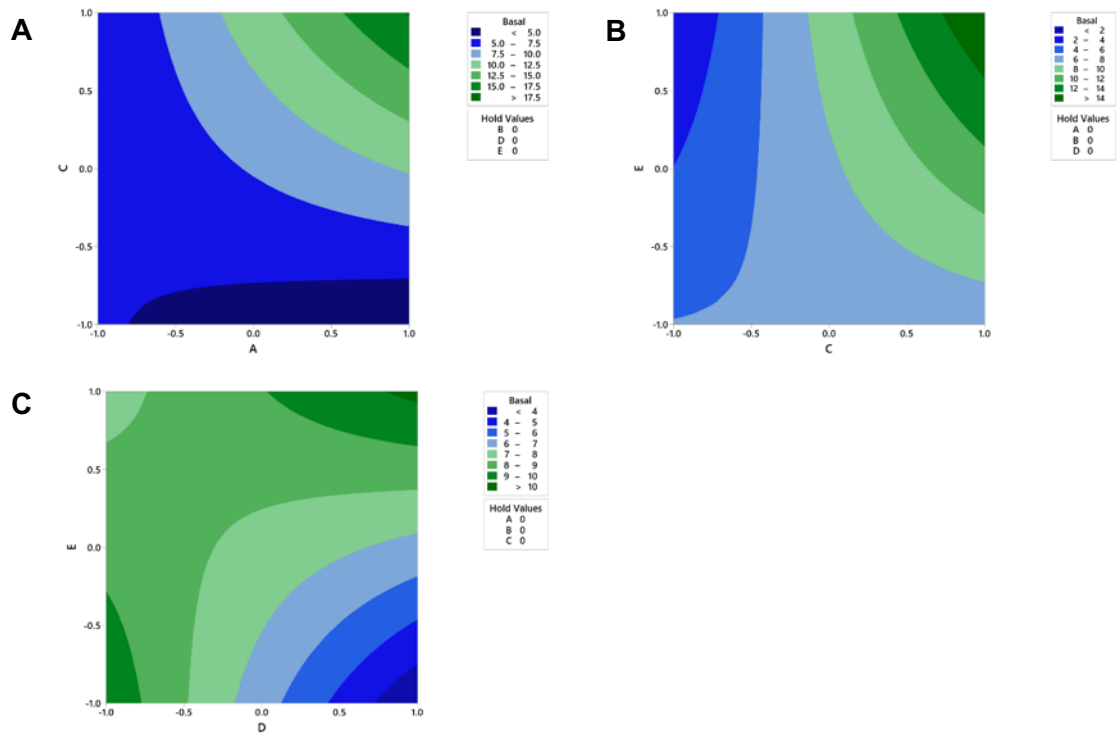 A
C
1.0
0.5
0.0
-0.5
-1.0
-1.0 -0.5 0.0 0.5 1.0
A
Basal
< 5.0
5.0 – 7.5
7.5 – 10.0
10.0 – 12.5
12.5 – 15.0
15.0 – 17.5
> 17.5
Hold Values
B 0
D 0
E 0
B
E
1.0
0.5
0.0
-0.5
-1.0
-1.0 -0.5 0.0 0.5 1.0
C
Basal
< 2
2 – 4
4 – 6
6 – 8
8 – 10
10 – 12
12 – 14
> 14
Hold Values
A 0
B 0
D 0
C
E
1.0
0.5
0.0
-0.5
-1.0
-1.0 -0.5 0.0 0.5 1.0
D
Basal
< 4
4 – 5
5 – 6
6 – 7
7 – 8
8 – 9
9 – 10
> 10
Hold Values
A 0
B 0
C 0